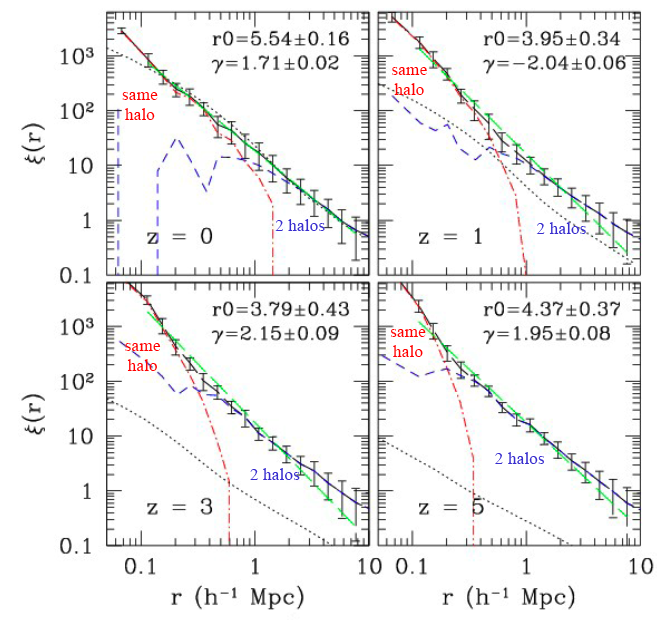 r0=5.54±0.16
γ=1.71±0.02
same
halo
2 halos
z = 0
r0=3.95±0.34
γ=−2.04±0.06
same
halo
2 halos
z = 1
10³
10²
10
1
0.1
ξ(r)
r0=3.79±0.43
γ=2.15±0.09
same
halo
2 halos
z = 3
r0=4.37±0.37
γ=1.95±0.08
same
halo
2 halos
z = 5
10³
10²
10
1
0.1
ξ(r)
0.1 1 10 0.1 1 10
r (h⁻¹ Mpc) r (h⁻¹ Mpc)